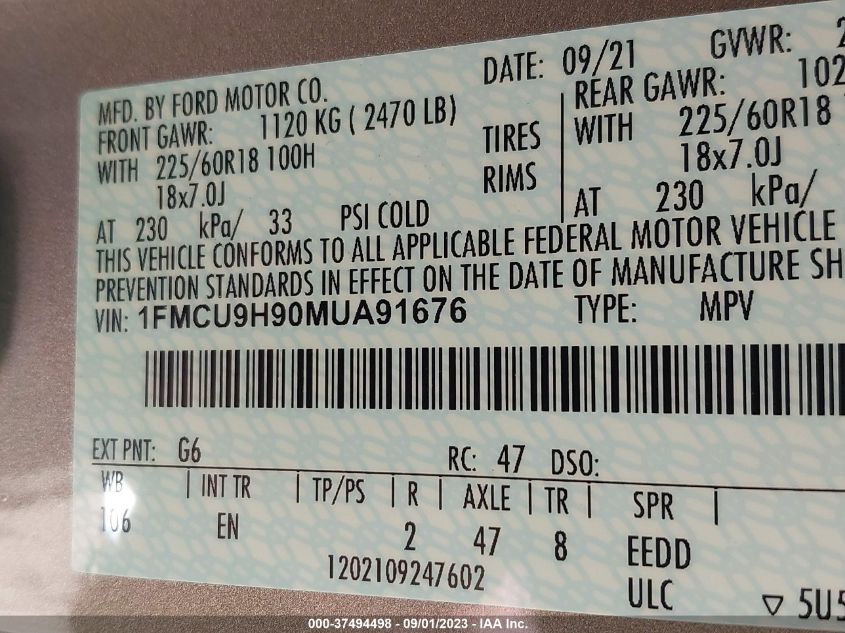 MFD. BY FORD MOTOR CO. DATE: 09/21 GVWR:
FRONT GAWR: 1120 KG ( 2470 LB) REAR GAWR: 102
WITH 225/60R18 100H TIRES WITH 225/60R18
18x7.0J RIMS 18x7.0J
AT 230 kPa/ 33 PSI COLD AT 230 kPa/
THIS VEHICLE CONFORMS TO ALL APPLICABLE FEDERAL MOTOR VEHICLE
PREVENTION STANDARDS IN EFFECT ON THE DATE OF MANUFACTURE SH
VIN: 1FMCU9H90MUA91676 TYPE: MPV
EXT PNT: G6 RC: 47 DSO:
WB | INT TR | TP/PS | R | AXLE | TR | SPR |
106 EN 2 47 8 EEDD
1202109247602 ULC ▽ 5U5
000-37494498 - 09/01/2023 - IAA Inc.